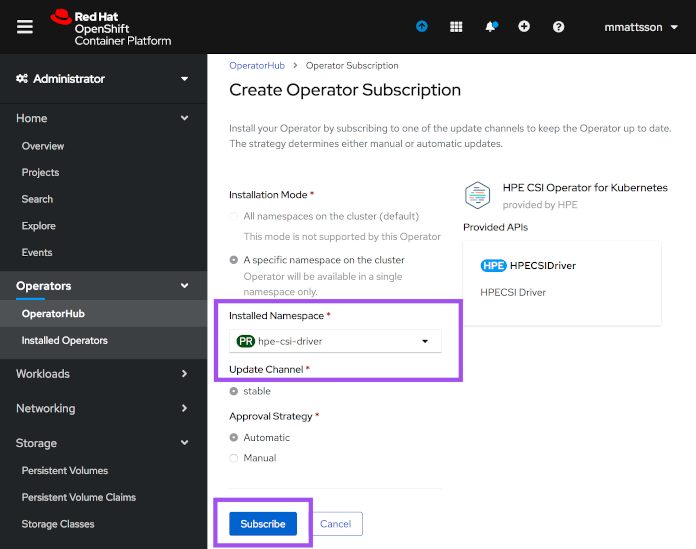 Red Hat
OpenShift
Container Platform
mmattsson
Administrator
Home
Overview
Projects
Search
Explore
Events
Operators
OperatorHub
Installed Operators
Workloads
Networking
Storage
Persistent Volumes
Persistent Volume Claims
Storage Classes
OperatorHub > Operator Subscription
Create Operator Subscription
Install your Operator by subscribing to one of the update channels to keep the Operator up to date.
The strategy determines either manual or automatic updates.
Installation Mode *
All namespaces on the cluster (default)
This mode is not supported by this Operator
A specific namespace on the cluster
Operator will be available in a single
namespace only.
Installed Namespace *
PR hpe-csi-driver
Update Channel *
stable
Approval Strategy *
Automatic
Manual
Subscribe
Cancel
HPE CSI Operator for Kubernetes
provided by HPE
Provided APIs
HPE HPECSIDriver
HPECSI Driver